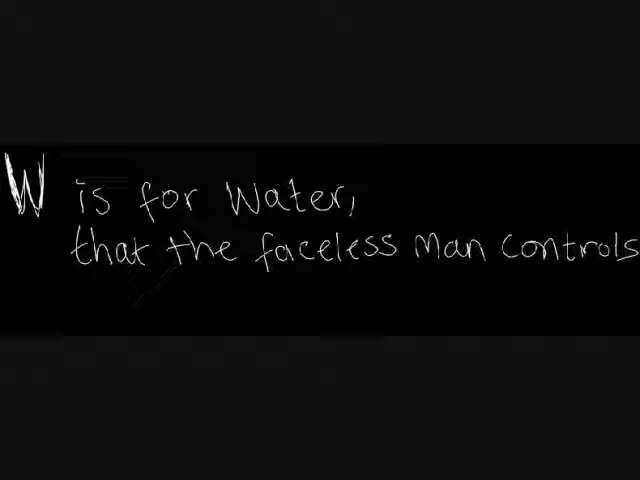 W is for Water,
that the faceless man controls